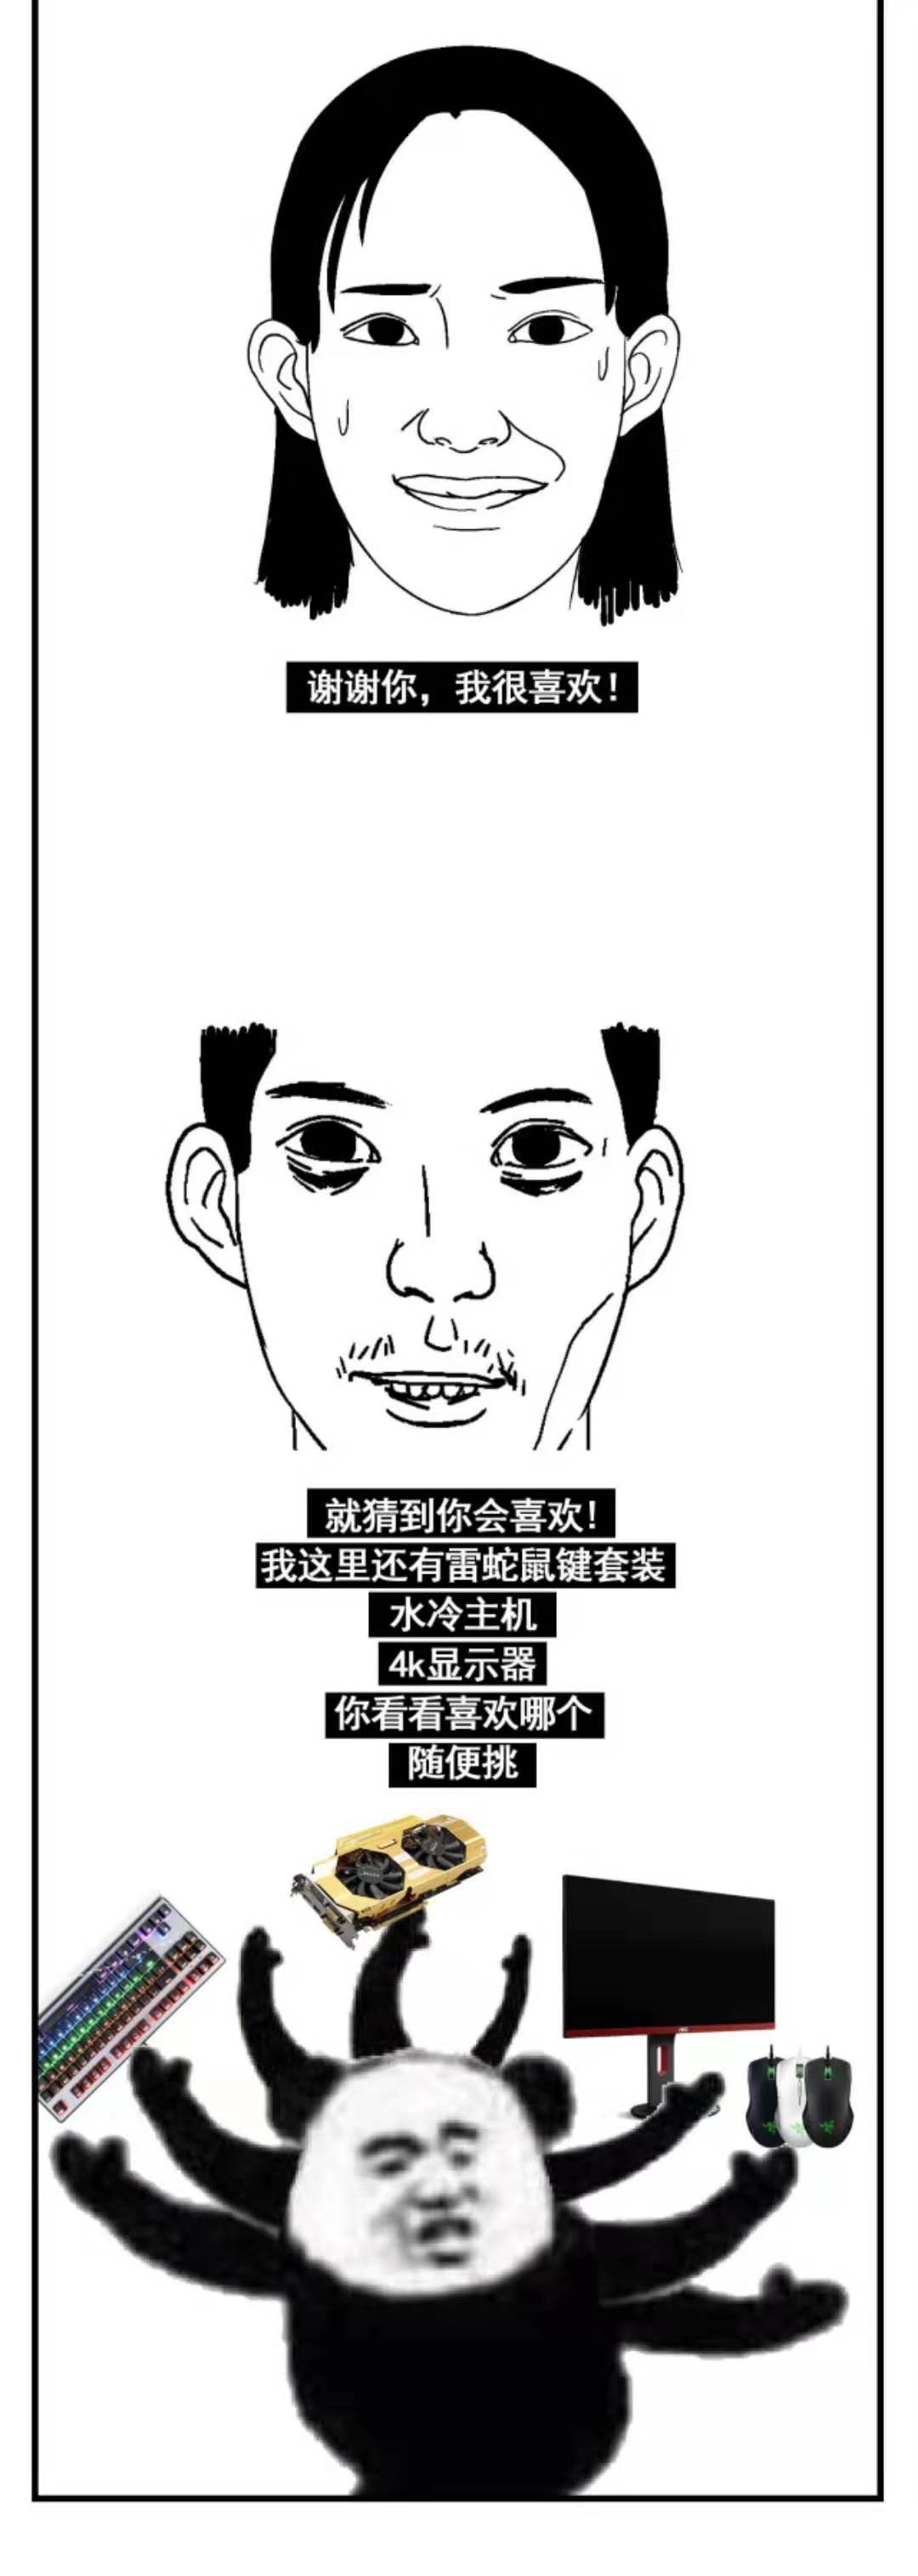 谢谢你，我很喜欢！
就猜到你会喜欢！
我这里还有雷蛇鼠键套装
水冷主机
4k显示器
你看看喜欢哪个
随便挑